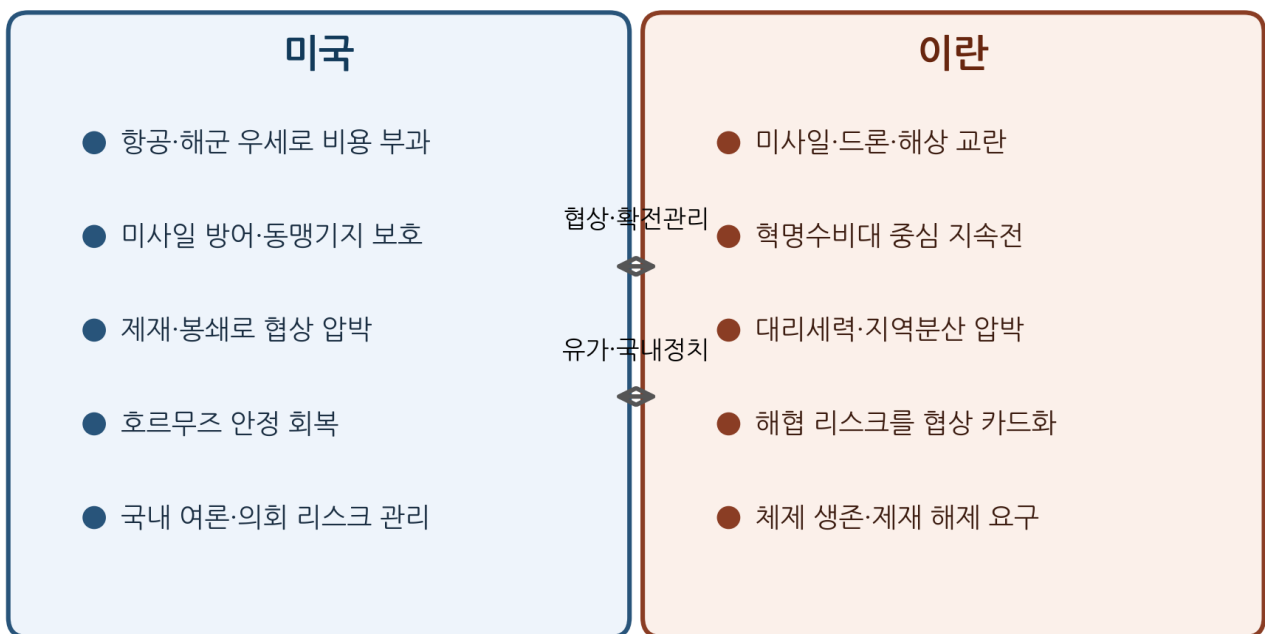 미국
항공·해군 우세로 비용 부과
미사일 방어·동맹기지 보호
제재·봉쇄로 협상 압박
호르무즈 안정 회복
국내 여론·의회 리스크 관리
협상·확전관리
유가·국내정치
이란
미사일·드론·해상 교란
혁명수비대 중심 지속전
대리세력·지역분산 압박
해협 리스크를 협상 카드화
체제 생존·제재 해제 요구